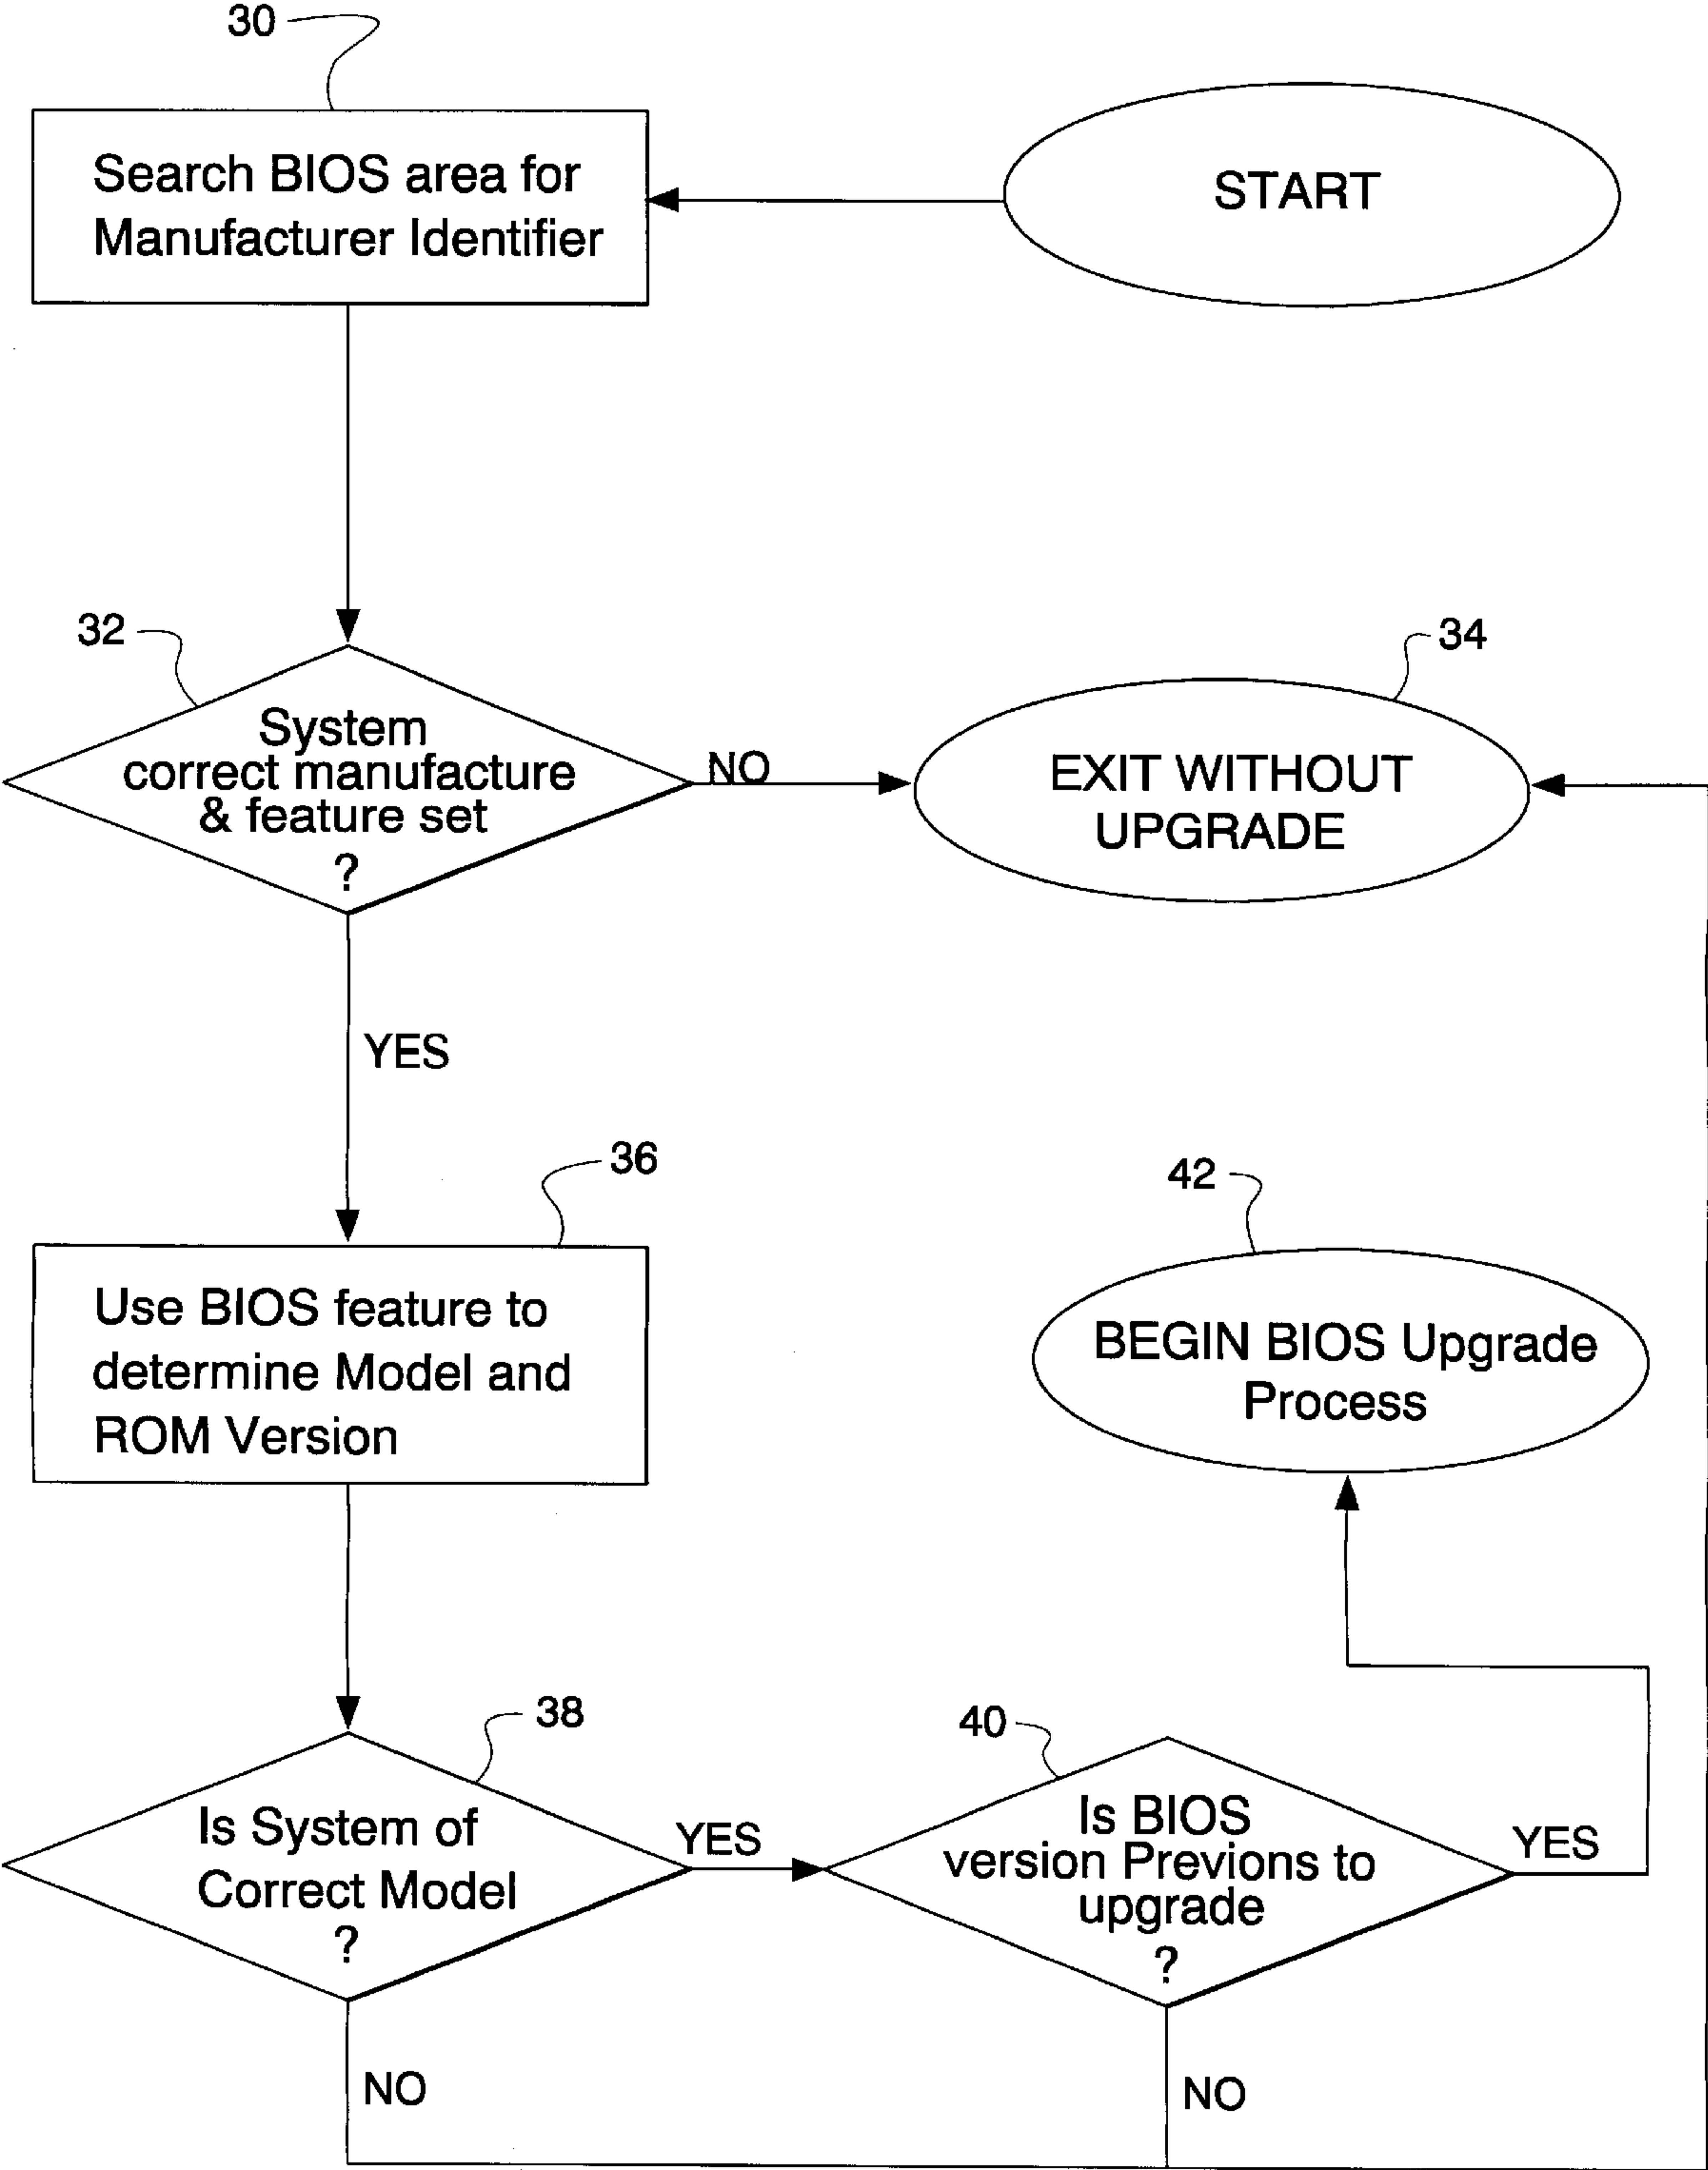 30
Search BIOS area for
Manufacturer Identifier
START
32
System
correct manufacture
& feature set
?
NO
34
EXIT WITHOUT
UPGRADE
YES
36
Use BIOS feature to
determine Model and
ROM Version
42
BEGIN BIOS Upgrade
Process
38
Is System of
Correct Model
?
YES
40
Is BIOS
version Previons to
upgrade
?
YES
NO
NO